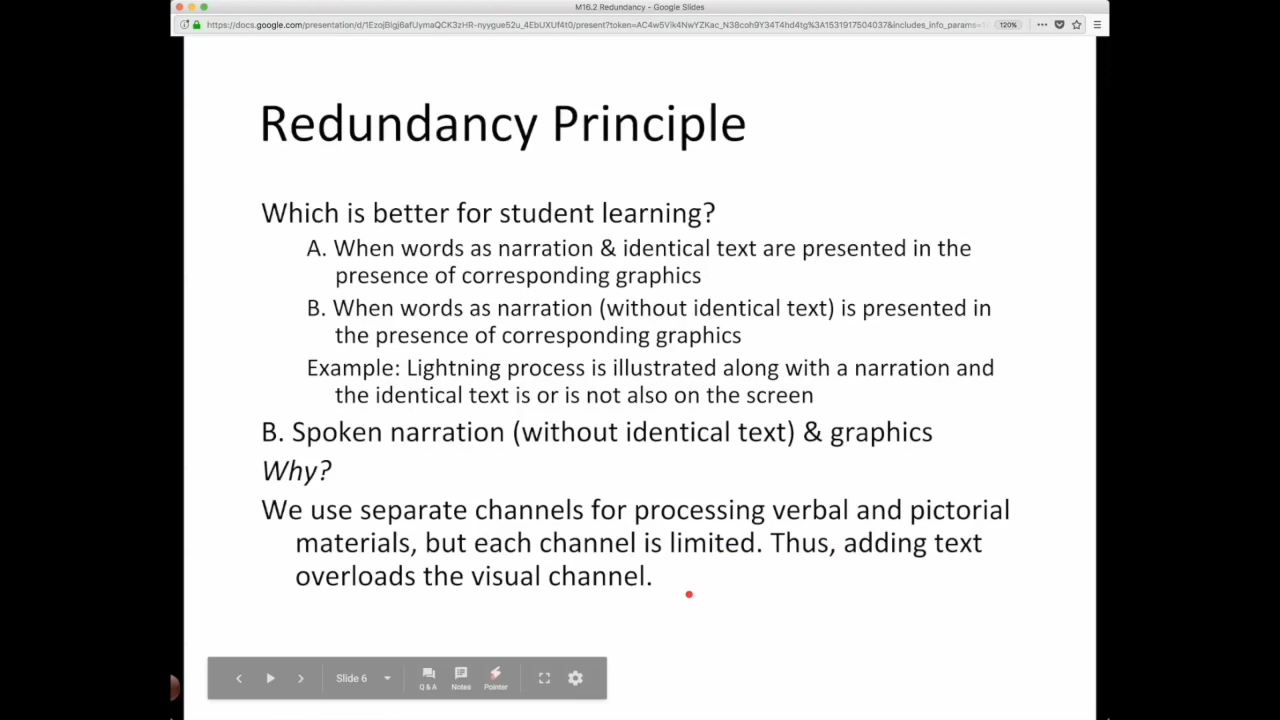 M16.2 Redundancy - Google Slides
120%
Redundancy Principle
Which is better for student learning?
A. When words as narration & identical text are presented in the
presence of corresponding graphics
B. When words as narration (without identical text) is presented in
the presence of corresponding graphics
Example: Lightning process is illustrated along with a narration and
the identical text is or is not also on the screen
B. Spoken narration (without identical text) & graphics
Why?
We use separate channels for processing verbal and pictorial
materials, but each channel is limited. Thus, adding text
overloads the visual channel.
Slide 6
Q & A Notes Pointer